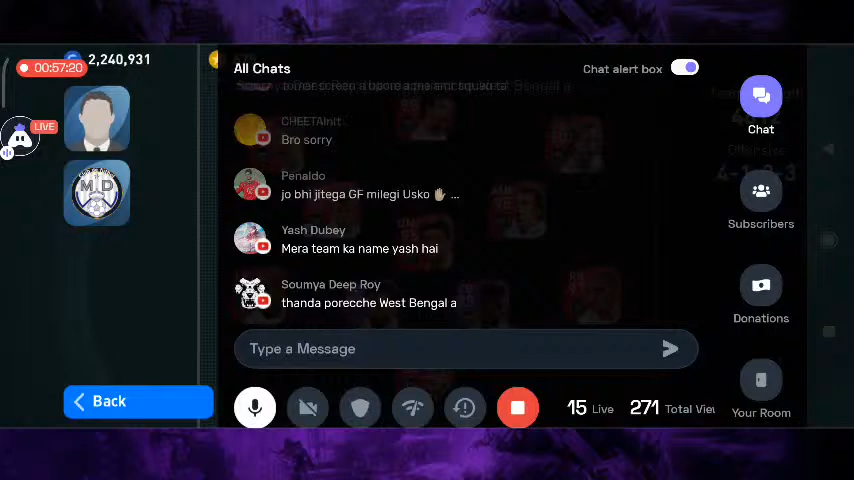 2,240,931
00:57:20
All Chats
Chat alert box
LIVE
Chat
CHEETAInit
Bro sorry
Penaldo
jo bhi jitega GF milegi Usko ✋🏼 ...
Yash Dubey
Mera team ka name yash hai
Subscribers
Soumya Deep Roy
thanda porecche West Bengal a
Donations
Type a Message
Back
15 Live
271 Total Viev
Your Room